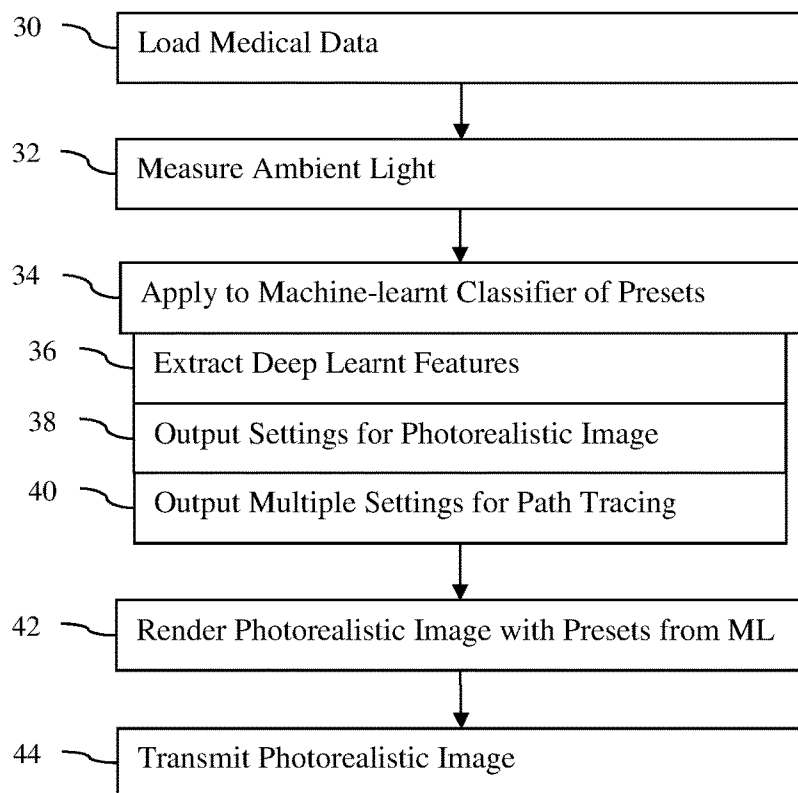 30 Load Medical Data
32 Measure Ambient Light
34 Apply to Machine-learnt Classifier of Presets
36 Extract Deep Learnt Features
38 Output Settings for Photorealistic Image
40 Output Multiple Settings for Path Tracing
42 Render Photorealistic Image with Presets from ML
44 Transmit Photorealistic Image